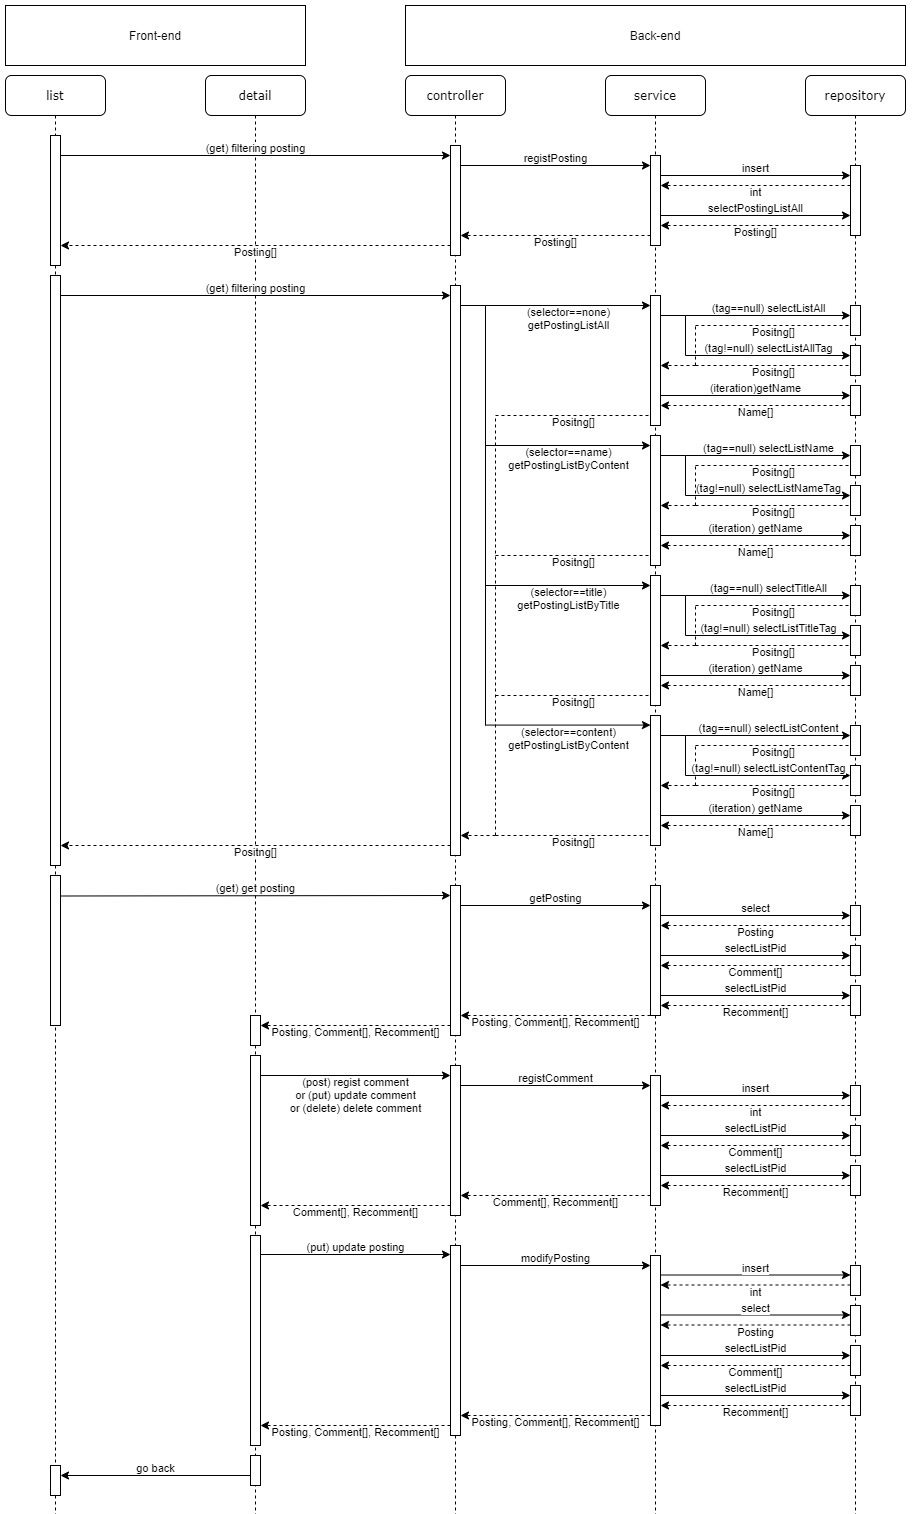 Front-end
Back-end
list
detail
controller
service
repository
(get) filtering posting
registPosting
insert
int
selectPostingListAll
Posting[]
Posting[]
Positng[]
(get) filtering posting
(selector==none)
getPostingListAll
(tag==null) selectListAll
Positng[]
(tag!=null) selectListAllTag
Positng[]
(iteration)getName
Name[]
Positng[]
(selector==name)
getPostingListByContent
(tag==null) selectListName
Positng[]
(tag!=null) selectListNameTag
Positng[]
(iteration) getName
Name[]
Positng[]
(selector==title)
getPostingListByTitle
(tag==null) selectTitleAll
Positng[]
(tag!=null) selectListTitleTag
Positng[]
(iteration) getName
Name[]
Positng[]
(selector==content)
getPostingListByContent
(tag==null) selectListContent
Positng[]
(tag!=null) selectListContentTag
Positng[]
(iteration) getName
Name[]
Positng[]
Positng[]
(get) get posting
getPosting
select
Posting
selectListPid
Comment[]
selectListPid
Recomment[]
Posting, Comment[], Recomment[]
Posting, Comment[], Recomment[]
(post) regist comment
or (put) update comment
or (delete) delete comment
registComment
insert
int
selectListPid
Comment[]
selectListPid
Recomment[]
Comment[], Recomment[]
Comment[], Recomment[]
(put) update posting
modifyPosting
insert
int
select
Posting
selectListPid
Comment[]
selectListPid
Recomment[]
Posting, Comment[], Recomment[]
Posting, Comment[], Recomment[]
go back